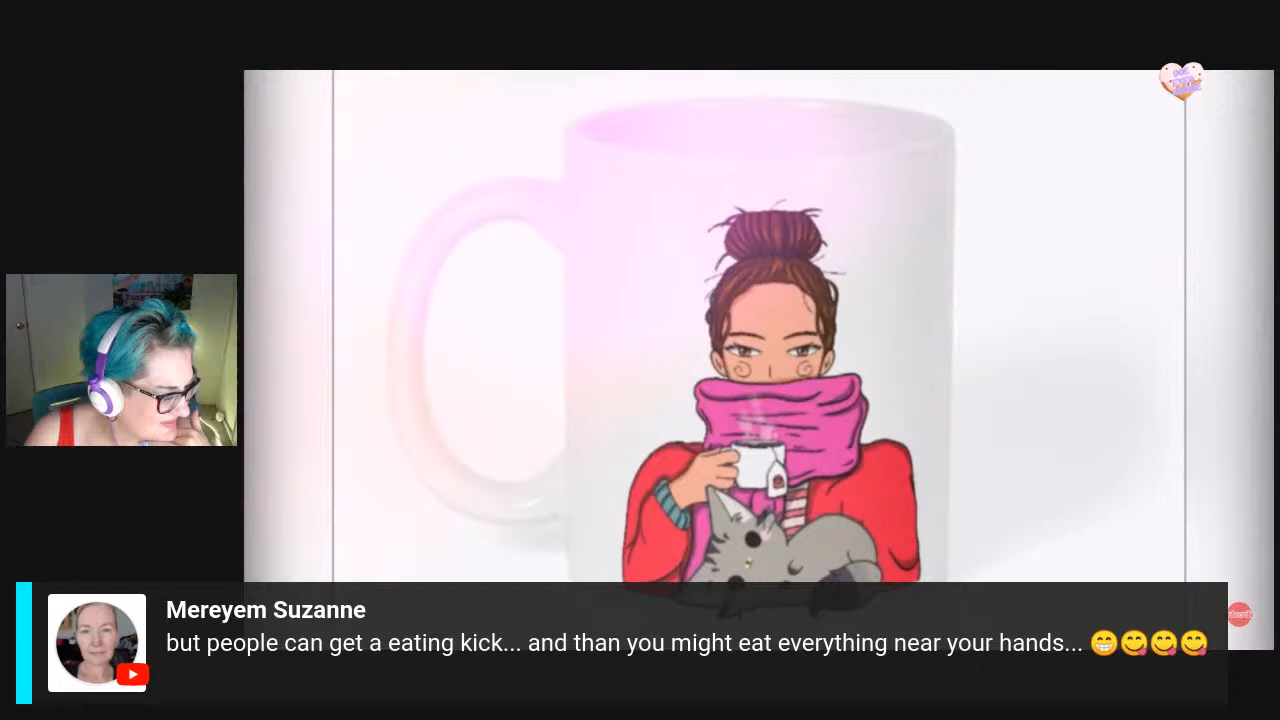 Mereyem Suzanne
but people can get a eating kick... and than you might eat everything near your hands... 😁😋😋😋